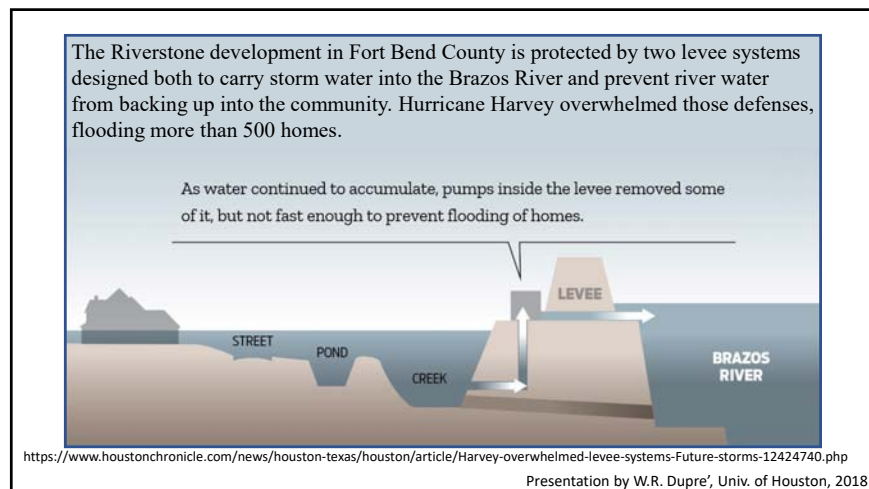 The Riverstone development in Fort Bend County is protected by two levee systems
designed both to carry storm water into the Brazos River and prevent river water
from backing up into the community. Hurricane Harvey overwhelmed those defenses,
flooding more than 500 homes.
As water continued to accumulate, pumps inside the levee removed some
of it, but not fast enough to prevent flooding of homes.
LEVEE
STREET
POND
CREEK
BRAZOS
RIVER
https://www.houstonchronicle.com/news/houston-texas/houston/article/Harvey-overwhelmed-levee-systems-Future-storms-12424740.php
Presentation by W.R. Dupre’, Univ. of Houston, 2018